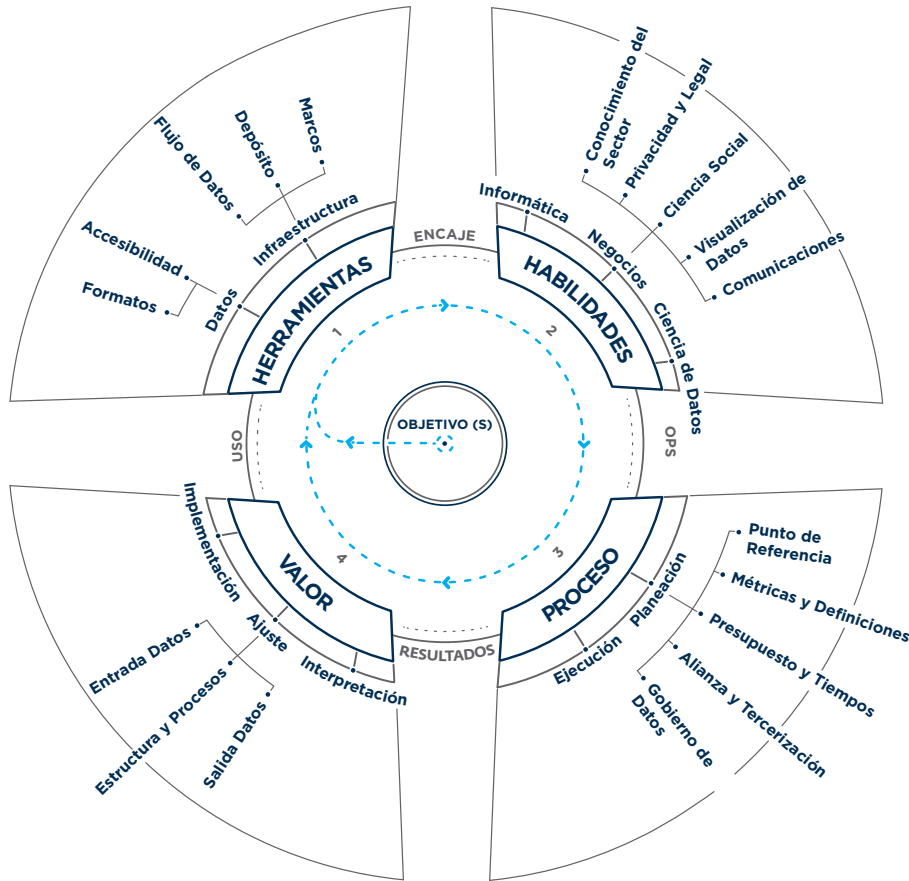 Marcos
Depósito
Flujo de Datos
Accesibilidad
Formatos
Infraestructura
Datos
HERRAMIENTAS
1
ENCAJE
Conocimiento del
Sector
Privacidad y Legal
Ciencia Social
Visualización de
Datos
Comunicaciones
Informática
Negocios
Ciencia de Datos
HABILIDADES
2
OBJETIVO (S)
USO
OPS
Punto de
Referencia
Métricas y Definiciones
Presupuesto y Tiempos
Alianza y Tercerización
Gobierno de
Datos
Planeación
Ejecución
PROCESO
3
RESULTADOS
Implementación
Ajuste
Interpretación
VALOR
4
Entrada Datos
Estructura y Procesos
Salida Datos